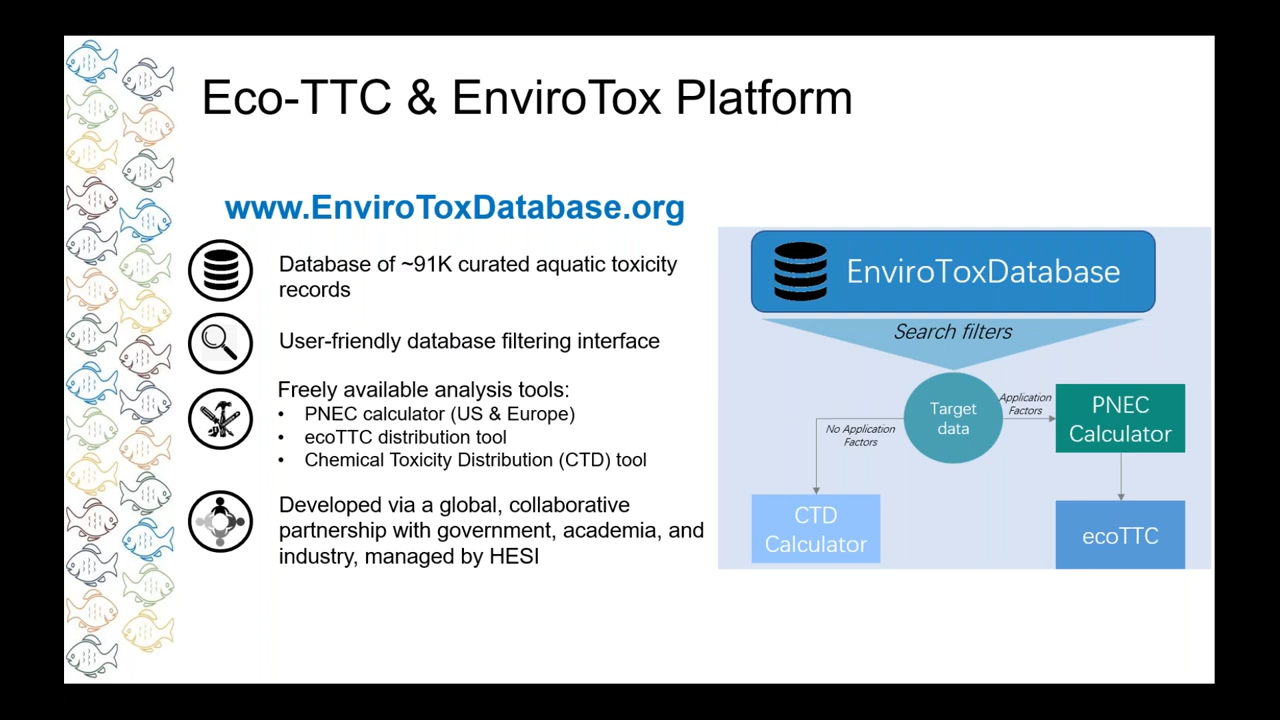 Eco-TTC & EnviroTox Platform
www.EnviroToxDatabase.org
Database of ~91K curated aquatic toxicity
records
User-friendly database filtering interface
Freely available analysis tools:
• PNEC calculator (US & Europe)
• ecoTTC distribution tool
• Chemical Toxicity Distribution (CTD) tool
Developed via a global, collaborative
partnership with government, academia, and
industry, managed by HESI
EnviroToxDatabase
Search filters
Target
data
Application
Factors
No Application
Factors
PNEC
Calculator
CTD
Calculator
ecoTTC